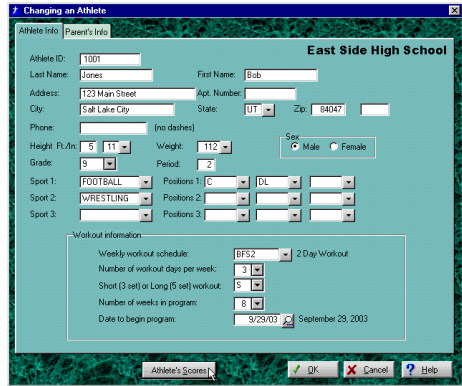 Changing an Athlete
Athlete Info Parent's Info
East Side High School
Athlete ID: 1001
Last Name: Jones First Name: Bob
Address: 123 Main Street Apt. Number:
City: Salt Lake City State: UT Zip: 84047
Phone: (no dashes)
Height Ft./In: 5 11 Weight: 112 Sex
Male Female
Grade: 9 Period: 2
Sport 1: FOOTBALL Positions 1: C DL
Sport 2: WRESTLING Positions 2:
Sport 3: Positions 3:
Workout information
Weekly workout schedule: BFS2 2 Day Workout
Number of workout days per week: 3
Short (3 set) or Long (5 set) workout: S
Number of weeks in program: 8
Date to begin program: 9/29/03 September 29, 2003
Athlete's Scores OK Cancel Help